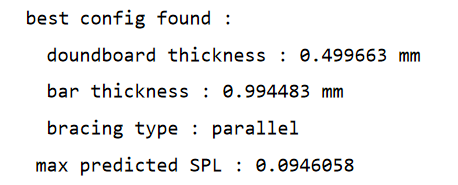 best config found :
doundboard thickness : 0.499663 mm
bar thickness : 0.994483 mm
bracing type : parallel
max predicted SPL : 0.0946058